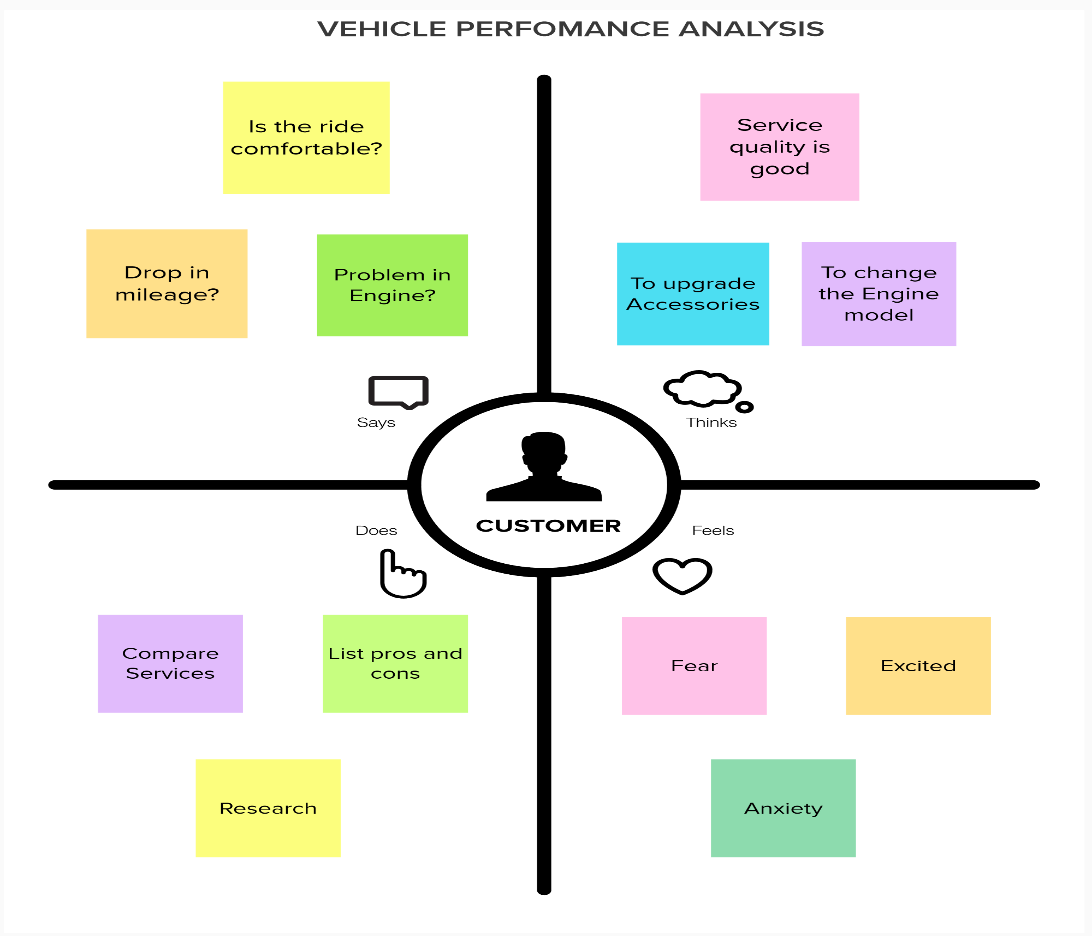 VEHICLE PERFOMANCE ANALYSIS
Is the ride
comfortable?
Drop in
mileage?
Problem in
Engine?
Says
Service
quality is
good
To upgrade
Accessories
To change
the Engine
model
Thinks
CUSTOMER
Does
Compare
Services
List pros and
cons
Research
Feels
Fear
Excited
Anxiety